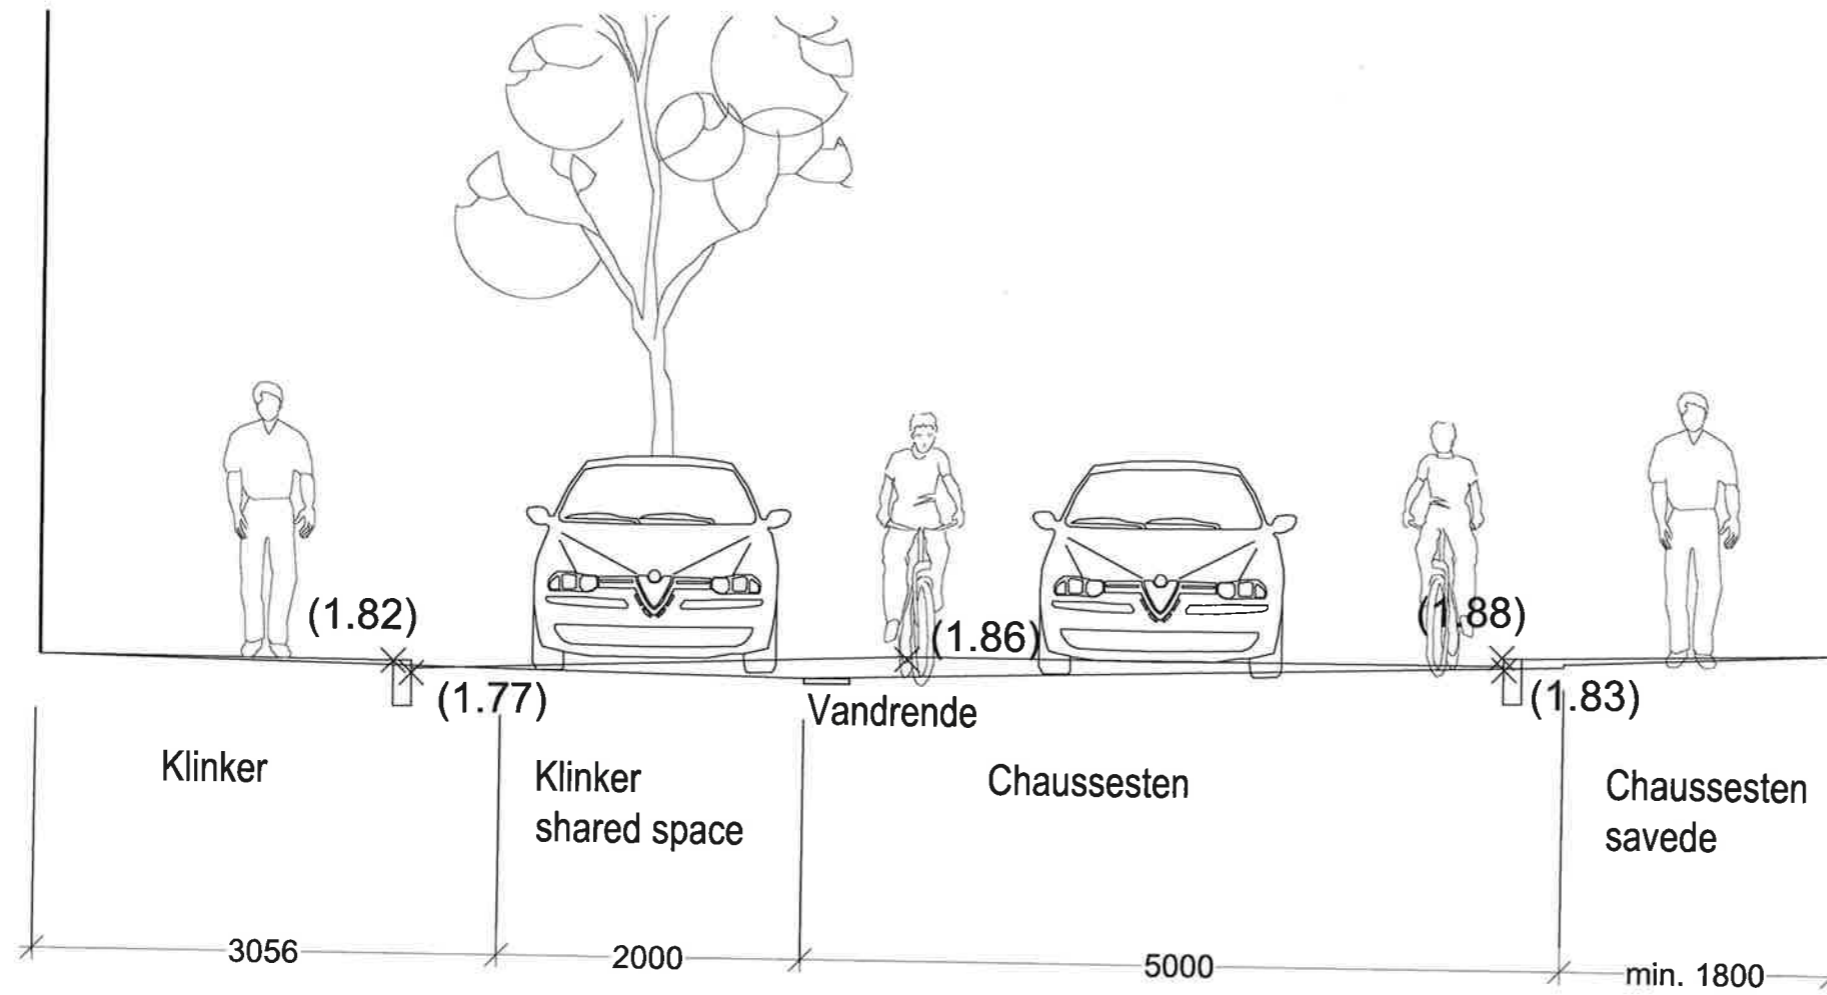 (1.82)
(1.86)
(1.88)
(1.77)
(1.83)
Vandrende
Klinker
Klinker
shared space
Chaussesten
Chaussesten
savede
3056
2000
5000
min. 1800